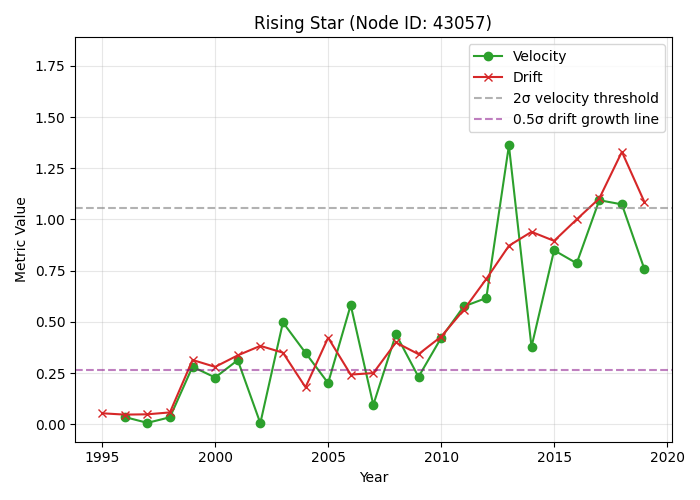 Rising Star (Node ID: 43057)
Velocity
Drift
2σ velocity threshold
0.5σ drift growth line
Metric Value
1.75
1.50
1.25
1.00
0.75
0.50
0.25
0.00
1995
2000
2005
2010
2015
2020
Year